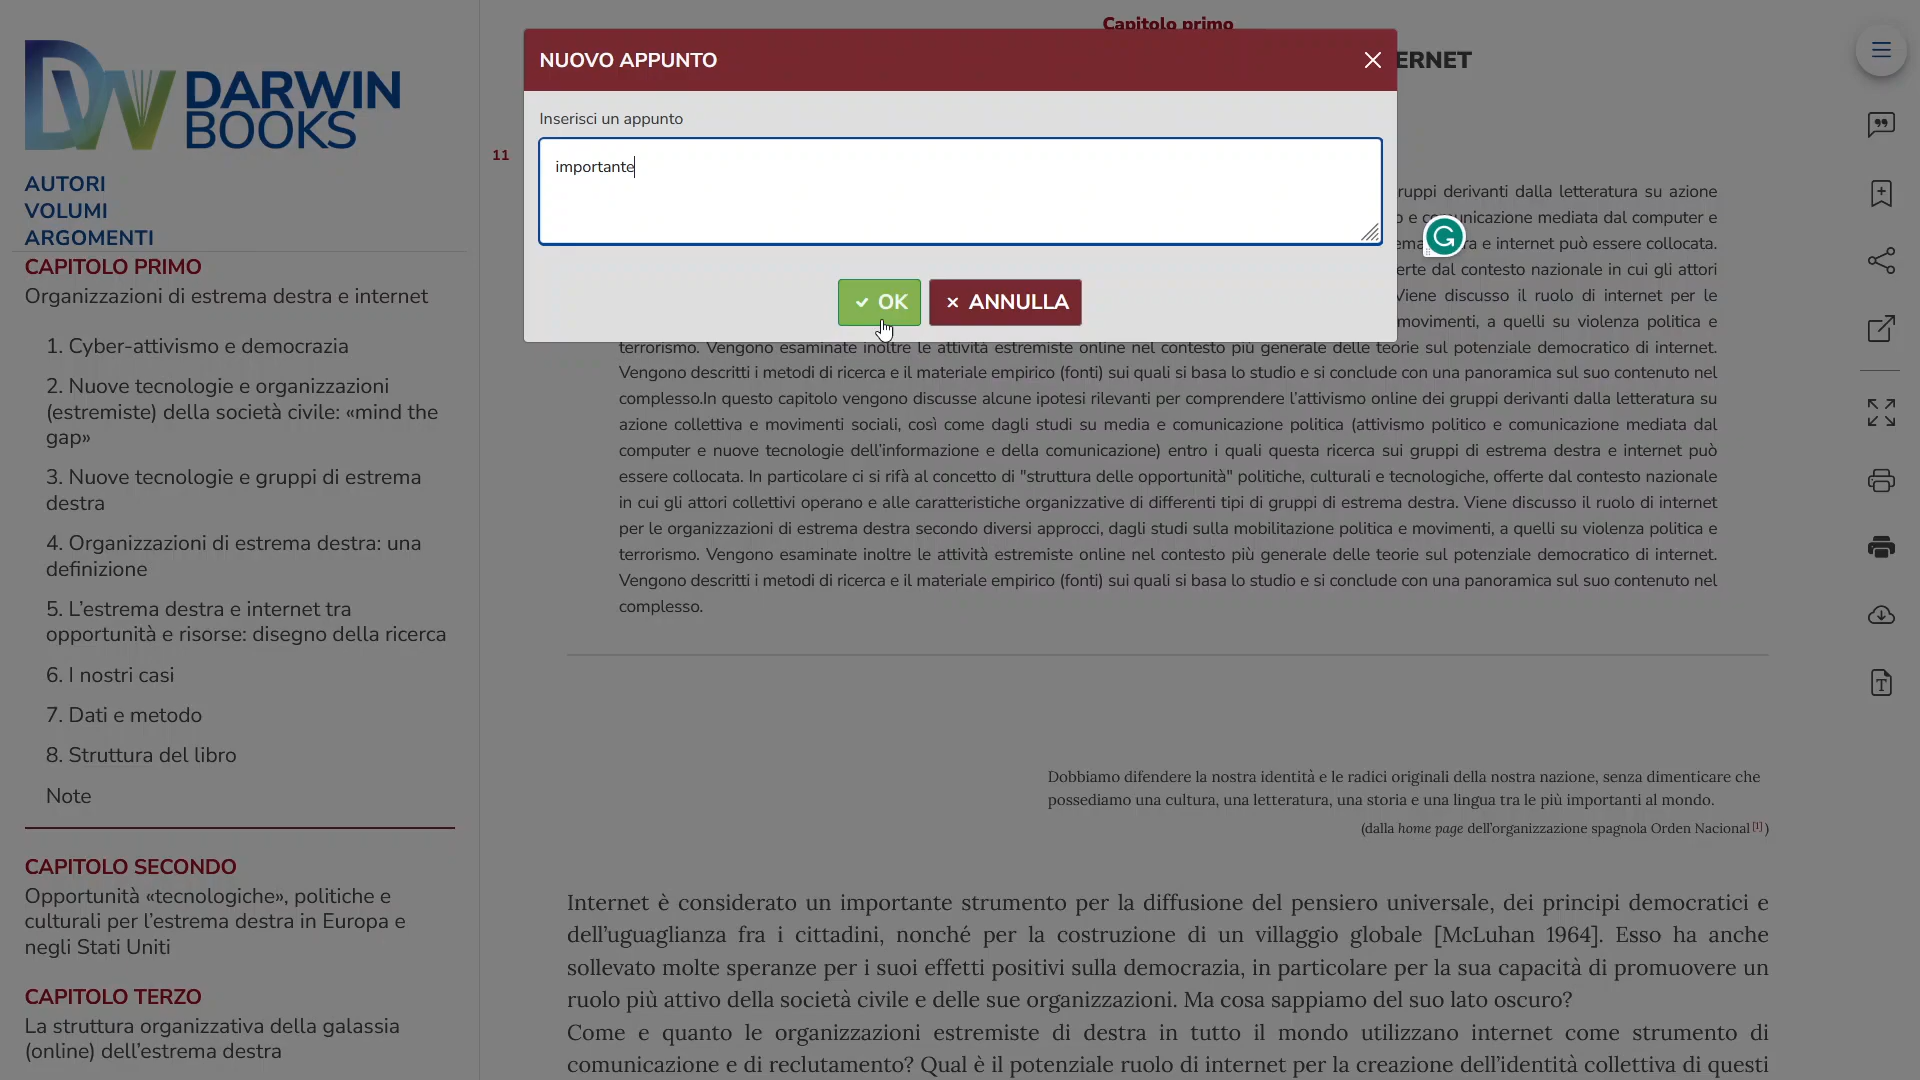 DARWIN
BOOKS
AUTORI
VOLUMI
ARGOMENTI
CAPITOLO PRIMO
Organizzazioni di estrema destra e internet
1. Cyber-attivismo e democrazia
2. Nuove tecnologie e organizzazioni
(estremiste) della società civile: «mind the
gap»
3. Nuove tecnologie e gruppi di estrema
destra
4. Organizzazioni di estrema destra: una
definizione
5. L'estrema destra e internet tra
opportunità e risorse: disegno della ricerca
6. I nostri casi
7. Dati e metodo
8. Struttura del libro
Note
CAPITOLO SECONDO
Opportunità «tecnologiche», politiche e
culturali per l'estrema destra in Europa e
negli Stati Uniti
CAPITOLO TERZO
La struttura organizzativa della galassia
(online) dell'estrema destra
Capitolo primo
ERNET
11
NUOVO APPUNTO
Inserisci un appunto
importante
OK
ANNULLA
ruppi derivanti dalla letteratura su azione
o e comunicazione mediata dal computer e
a e internet può essere collocata.
erte dal contesto nazionale in cui gli attori
Viene discusso il ruolo di internet per le
movimenti, a quelli su violenza politica e
terrorismo. Vengono esaminate inoltre le attività estremiste online nel contesto più generale delle teorie sul potenziale democratico di internet.
Vengono descritti i metodi di ricerca e il materiale empirico (fonti) sui quali si basa lo studio e si conclude con una panoramica sul suo contenuto nel
complesso.In questo capitolo vengono discusse alcune ipotesi rilevanti per comprendere l'attivismo online dei gruppi derivanti dalla letteratura su
azione collettiva e movimenti sociali, così come dagli studi su media e comunicazione politica (attivismo politico e comunicazione mediata dal
computer e nuove tecnologie dell'informazione e della comunicazione) entro i quali questa ricerca sui gruppi di estrema destra e internet può
essere collocata. In particolare ci si rifà al concetto di "struttura delle opportunità" politiche, culturali e tecnologiche, offerte dal contesto nazionale
in cui gli attori collettivi operano e alle caratteristiche organizzative di differenti tipi di gruppi di estrema destra. Viene discusso il ruolo di internet
per le organizzazioni di estrema destra secondo diversi approcci, dagli studi sulla mobilitazione politica e movimenti, a quelli su violenza politica e
terrorismo. Vengono esaminate inoltre le attività estremiste online nel contesto più generale delle teorie sul potenziale democratico di internet.
Vengono descritti i metodi di ricerca e il materiale empirico (fonti) sui quali si basa lo studio e si conclude con una panoramica sul suo contenuto nel
complesso.
Dobbiamo difendere la nostra identità e le radici originali della nostra nazione, senza dimenticare che
possediamo una cultura, una letteratura, una storia e una lingua tra le più importanti al mondo.
(dalla home page dell'organizzazione spagnola Orden Nacional [1])
Internet è considerato un importante strumento per la diffusione del pensiero universale, dei principi democratici e
dell'uguaglianza fra i cittadini, nonché per la costruzione di un villaggio globale [McLuhan 1964]. Esso ha anche
sollevato molte speranze per i suoi effetti positivi sulla democrazia, in particolare per la sua capacità di promuovere un
ruolo più attivo della società civile e delle sue organizzazioni. Ma cosa sappiamo del suo lato oscuro?
Come e quanto le organizzazioni estremiste di destra in tutto il mondo utilizzano internet come strumento di
comunicazione e di reclutamento? Qual è il potenziale ruolo di internet per la creazione dell'identità collettiva di questi